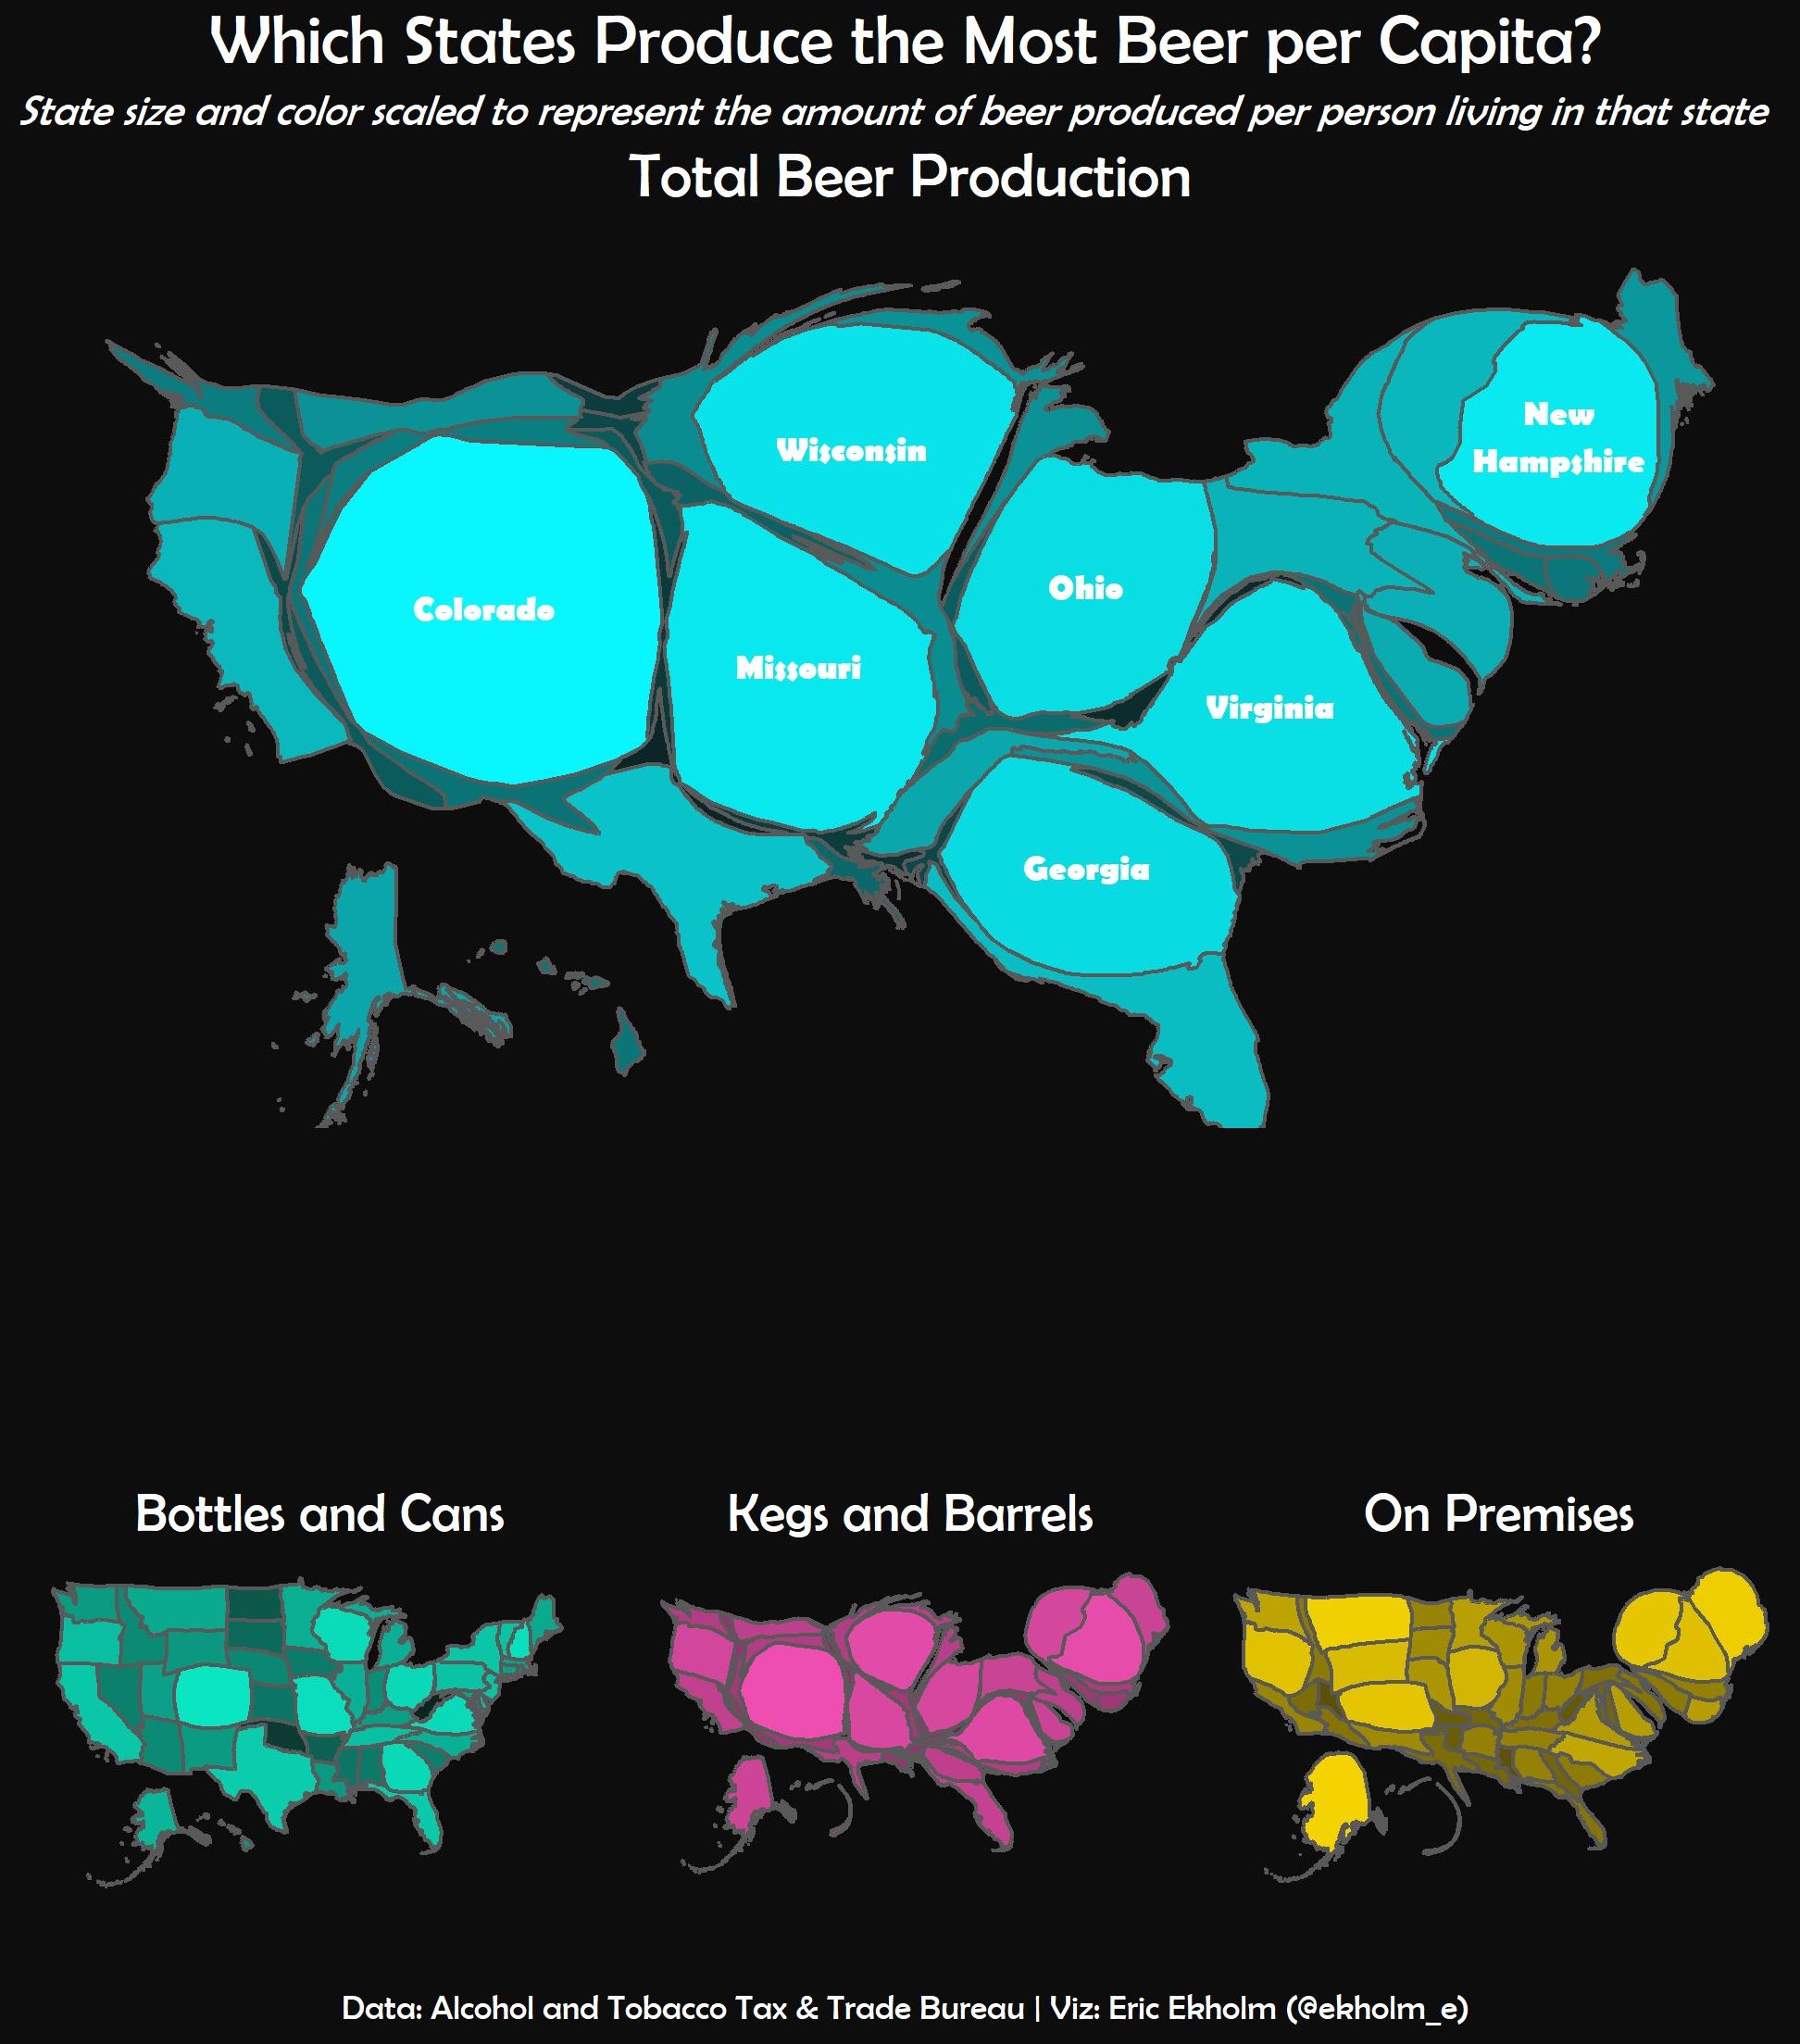 Which States Produce the Most Beer per Capita?
State size and color scaled to represent the amount of beer produced per person living in that state
Total Beer Production
New
Hampshire
Wisconsin
Ohio
Colorado
Missouri
Virginia
Georgia
Bottles and Cans
Kegs and Barrels
On Premises
Data: Alcohol and Tobacco Tax & Trade Bureau | Viz: Eric Ekholm (@ekholm_e)